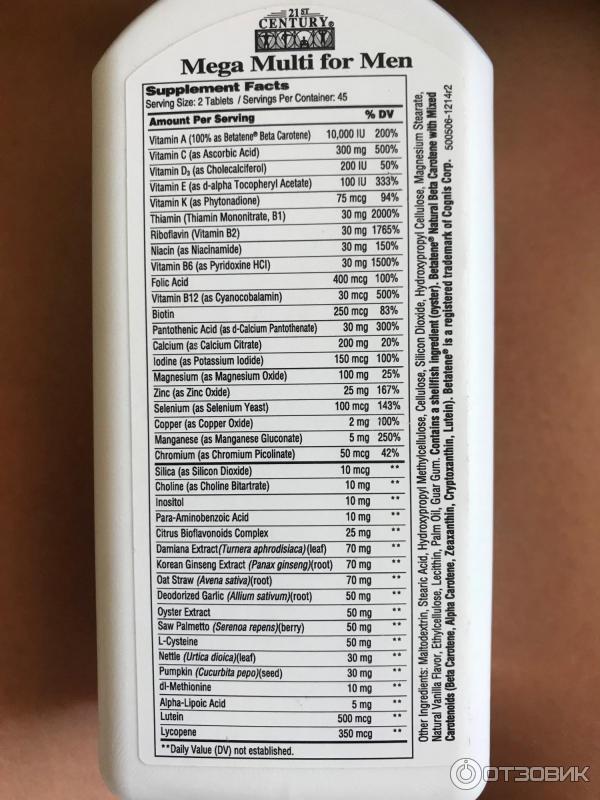 21ST
CENTURY®
Mega Multi for Men
Supplement Facts
Serving Size: 2 Tablets / Servings Per Container: 45
Amount Per Serving % DV
Vitamin A (100% as Betatene® Beta Carotene) 10,000 IU 200%
Vitamin C (as Ascorbic Acid) 300 mg 500%
Vitamin D3 (as Cholecalciferol) 200 IU 50%
Vitamin E (as d-alpha Tocopheryl Acetate) 100 IU 333%
Vitamin K (as Phytonadione) 75 mcg 94%
Thiamin (Thiamin Mononitrate, B1) 30 mg 2000%
Riboflavin (Vitamin B2) 30 mg 1765%
Niacin (as Niacinamide) 30 mg 150%
Vitamin B6 (as Pyridoxine HCl) 30 mg 1500%
Folic Acid 400 mcg 100%
Vitamin B12 (as Cyanocobalamin) 30 mcg 500%
Biotin 250 mcg 83%
Pantothenic Acid (as d-Calcium Pantothenate) 30 mg 300%
Calcium (as Calcium Citrate) 200 mg 20%
Iodine (as Potassium Iodide) 150 mcg 100%
Magnesium (as Magnesium Oxide) 100 mg 25%
Zinc (as Zinc Oxide) 25 mg 167%
Selenium (as Selenium Yeast) 100 mcg 143%
Copper (as Copper Oxide) 2 mg 100%
Manganese (as Manganese Gluconate) 5 mg 250%
Chromium (as Chromium Picolinate) 50 mcg 42%
Silica (as Silicon Dioxide) 10 mcg **
Choline (as Choline Bitartrate) 10 mg **
Inositol 10 mg **
Para-Aminobenzoic Acid 10 mg **
Citrus Bioflavonoids Complex 25 mg **
Damiana Extract (Turnera aphrodisiaca)(leaf) 70 mg **
Korean Ginseng Extract (Panax ginseng)(root) 70 mg **
Oat Straw (Avena sativa)(root) 70 mg **
Deodorized Garlic (Allium sativum)(root) 50 mg **
Oyster Extract 50 mg **
Saw Palmetto (Serenoa repens)(berry) 50 mg **
L-Cysteine 50 mg **
Nettle (Urtica dioica)(leaf) 30 mg **
Pumpkin (Cucurbita pepo)(seed) 30 mg **
dl-Methionine 10 mg **
Alpha-Lipoic Acid 5 mg **
Lutein 500 mcg **
Lycopene 350 mcg **
**Daily Value (DV) not established.
Other Ingredients: Maltodextrin, Stearic Acid, Hydroxypropyl Methylcellulose, Cellulose, Silicon Dioxide, Hydroxypropyl Cellulose, Magnesium Stearate,
Natural Vanilla Flavor, Ethylcellulose, Lecithin, Palm Oil, Guar Gum. Contains a shellfish ingredient (oyster). Betatene® Natural Beta Carotene with Mixed
Carotenoids (Beta Carotene, Alpha Carotene, Zeaxanthin, Cryptoxanthin, Lutein). Betatene® is a registered trademark of Cognis Corp. 500506-1214r2
ОТЗОВИК